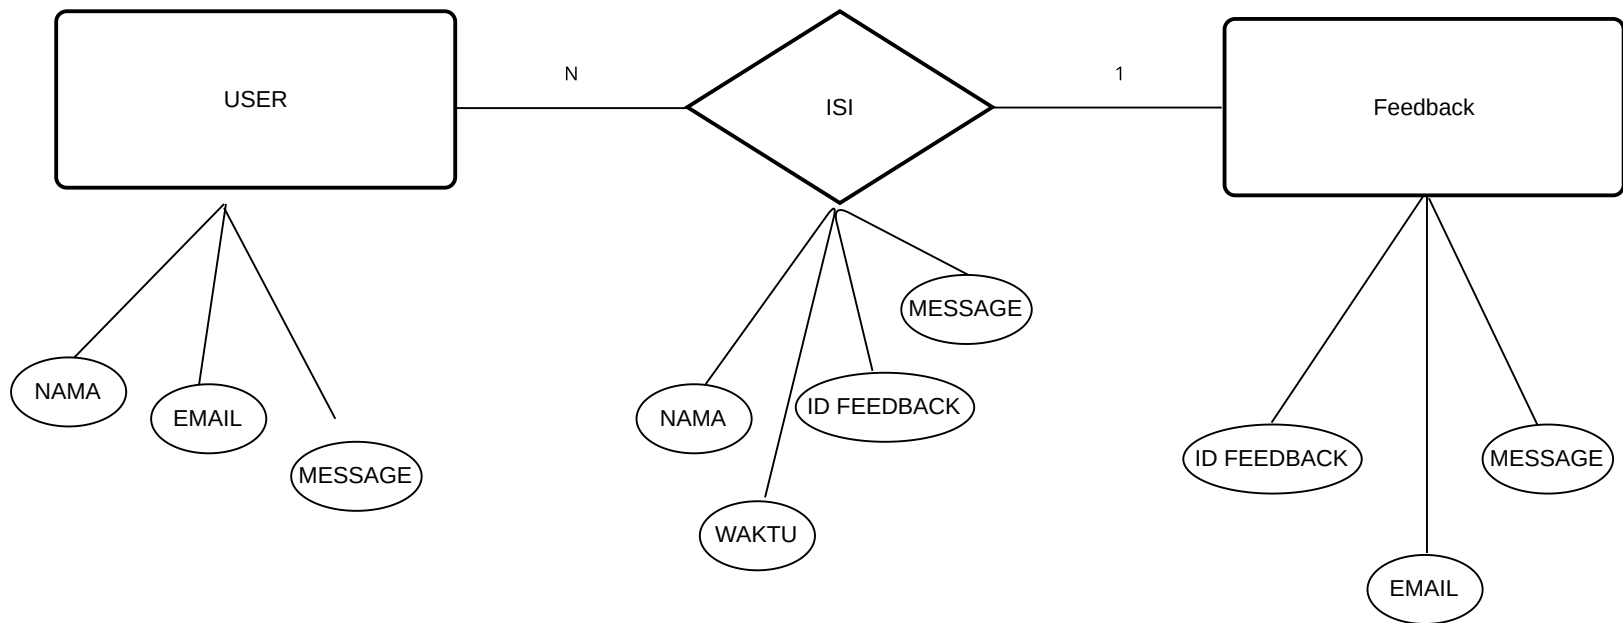 USER
N
ISI
1
Feedback
NAMA
EMAIL
MESSAGE
NAMA
WAKTU
ID FEEDBACK
MESSAGE
ID FEEDBACK
EMAIL
MESSAGE